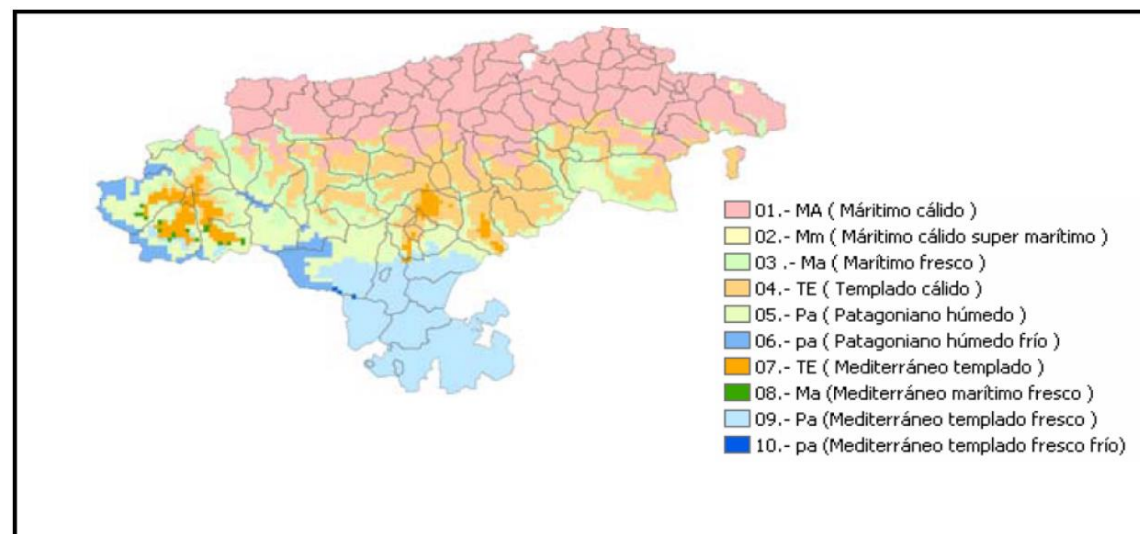 01.- MA ( Máritimo cálido )
02.- Mm ( Máritimo cálido super marítimo )
03 .- Ma ( Marítimo fresco )
04.- TE ( Templado cálido )
05.- Pa ( Patagoniano húmedo )
06.- pa ( Patagoniano húmedo frío )
07.- TE ( Mediterráneo templado )
08.- Ma (Mediterráneo marítimo fresco )
09.- Pa (Mediterráneo templado fresco )
10.- pa (Mediterráneo templado fresco frío)